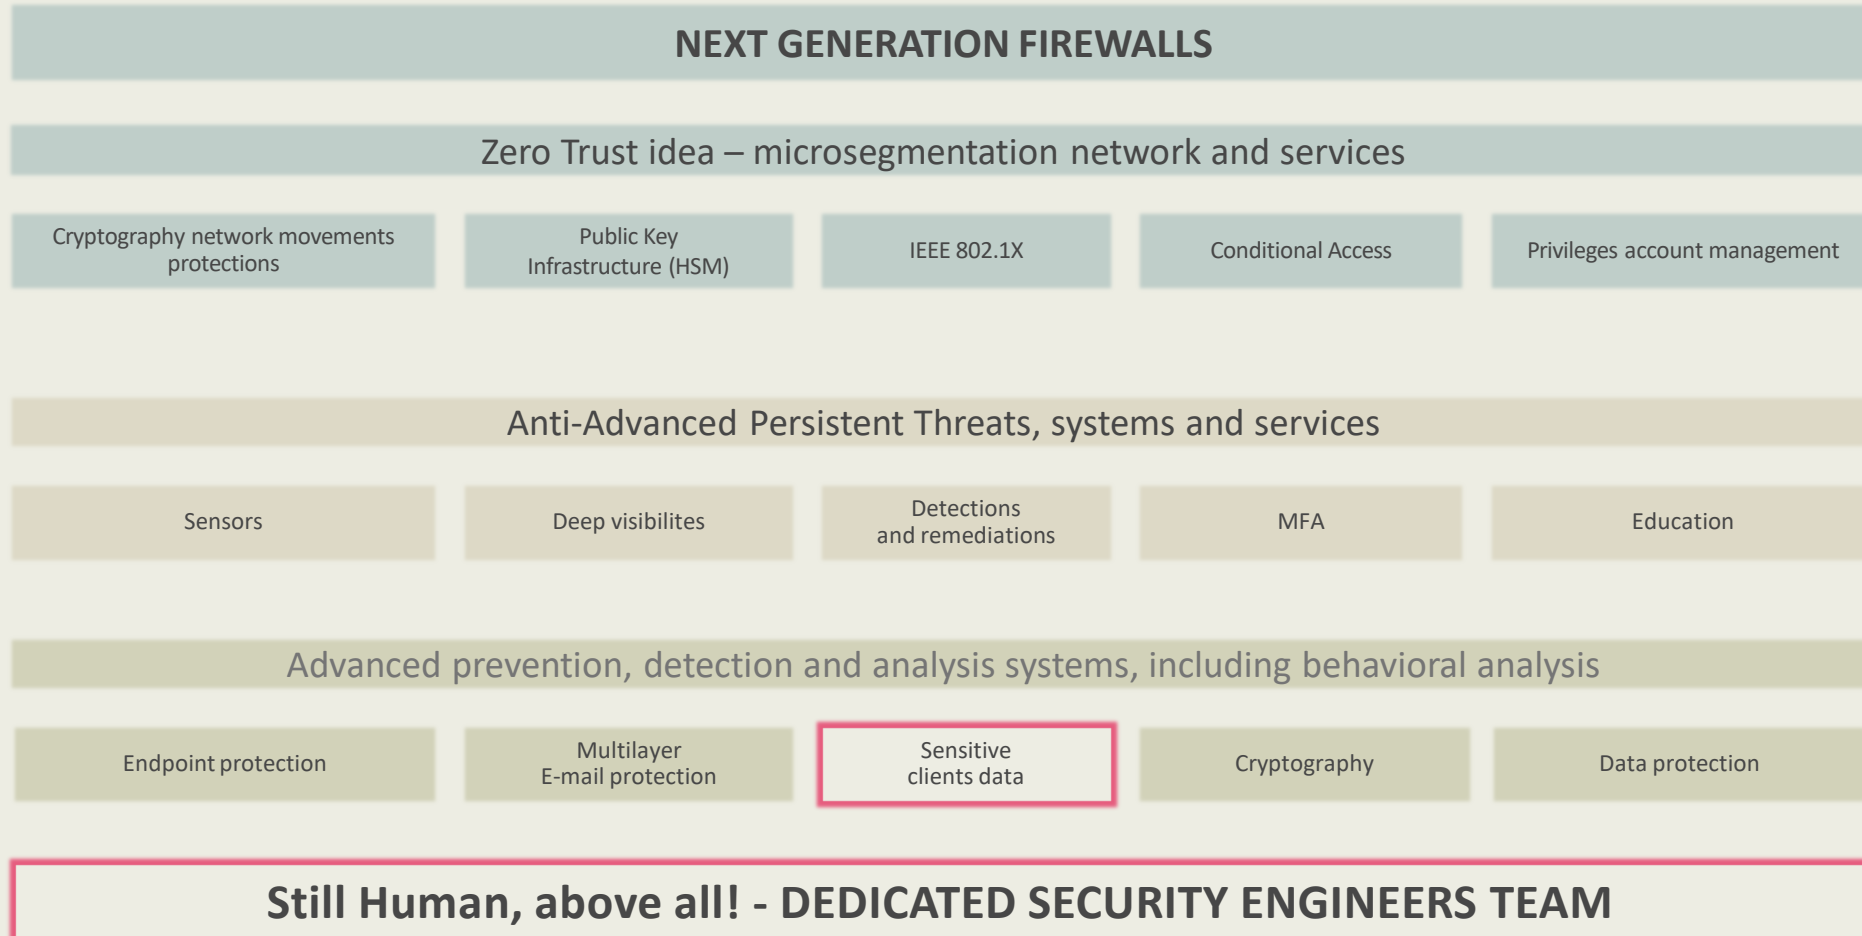 NEXT GENERATION FIREWALLS
Zero Trust idea – microsegmentation network and services
Cryptography network movements
protections
Public Key
Infrastructure (HSM)
IEEE 802.1X
Conditional Access
Privileges account management
Anti-Advanced Persistent Threats, systems and services
Sensors
Deep visibilites
Detections
and remediations
MFA
Education
Advanced prevention, detection and analysis systems, including behavioral analysis
Endpoint protection
Multilayer
E-mail protection
Sensitive
clients data
Cryptography
Data protection
Still Human, above all! - DEDICATED SECURITY ENGINEERS TEAM